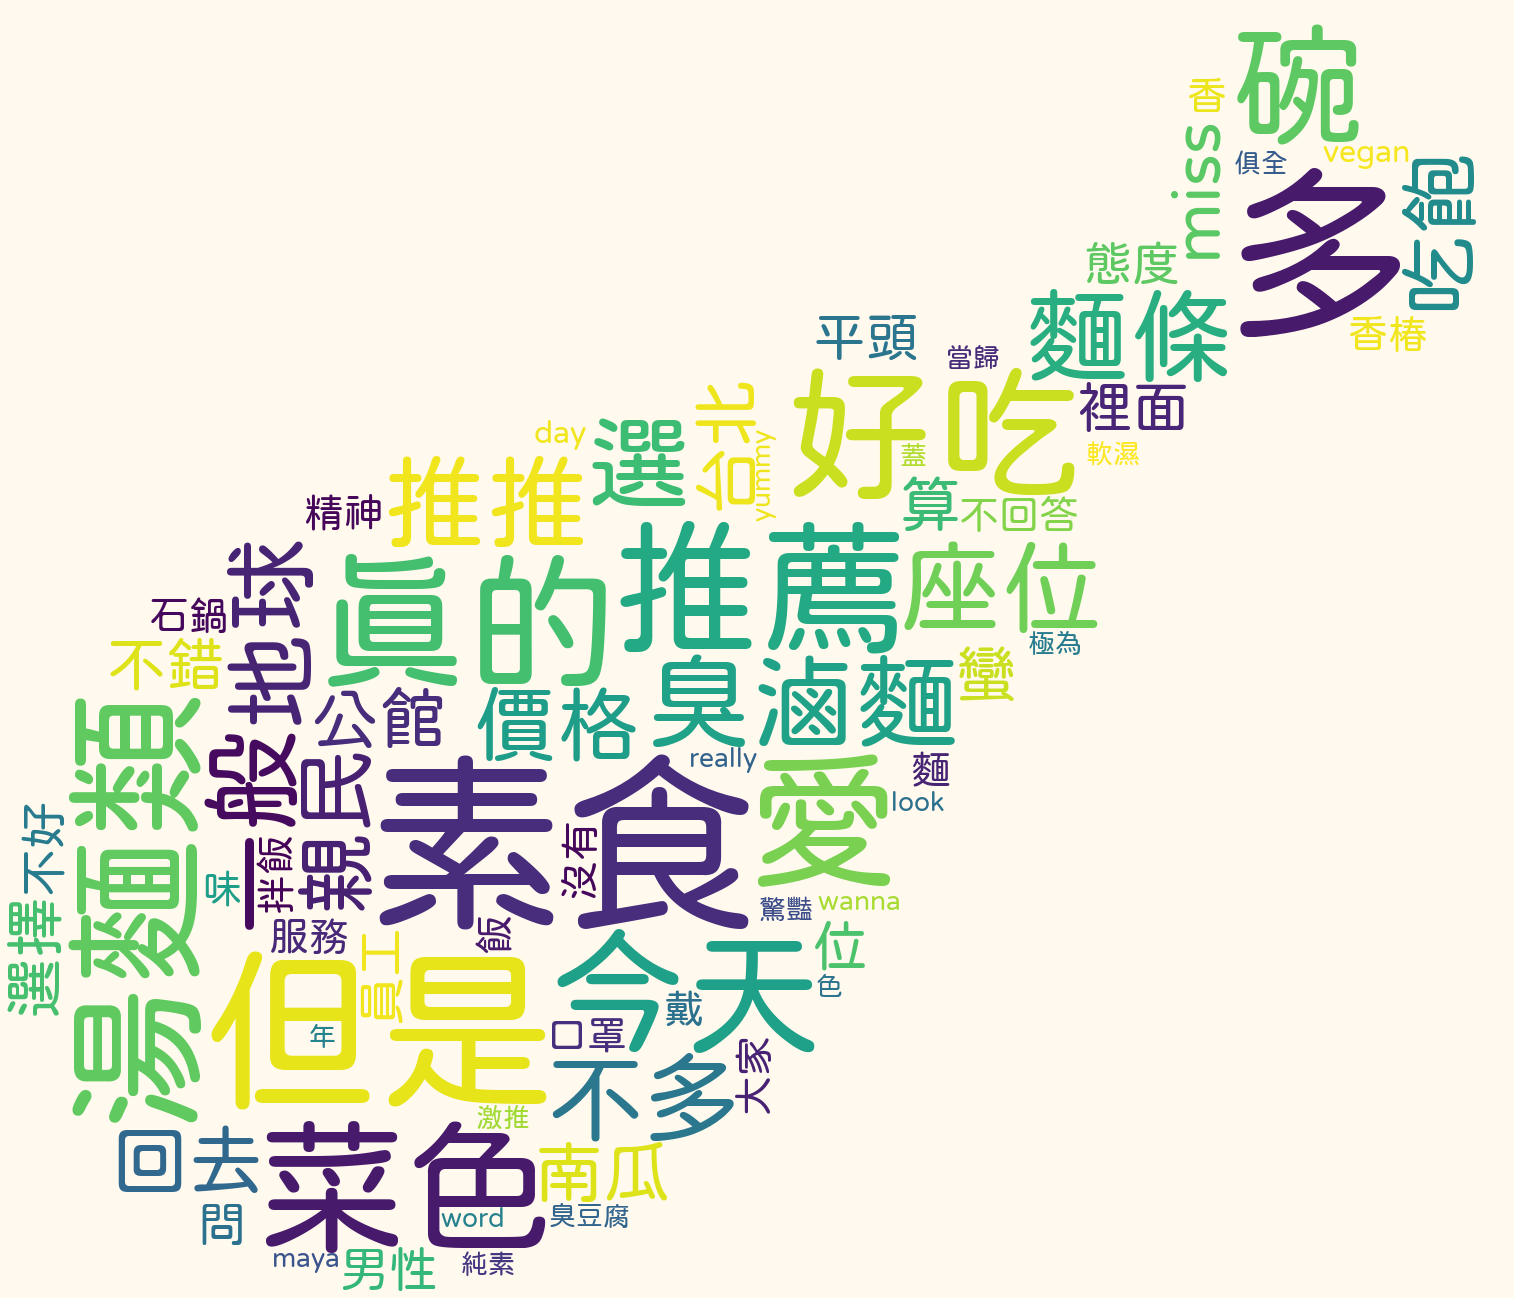 碗
香
miss
vegan
俱全
多
吃飽
態度
麵條
香椿
平頭
當歸
好吃
裡面
台北
day
選
yummy
蓋
軟濕
推推
精神
算
不回答
地球
真的
推薦
座位
石鍋
極為
不錯
臭滷麵
蠻
公館
價格
湯麵類
一般
親民
really
麵
素食
愛
look
不好
選擇
味
拌飯
沒有
驚豔
wanna
服務
飯
位
但是
員工
今天
色
戴
年
口罩
大家
不多
激推
回去
菜色
南瓜
問
word
臭豆腐
maya
男性
純素